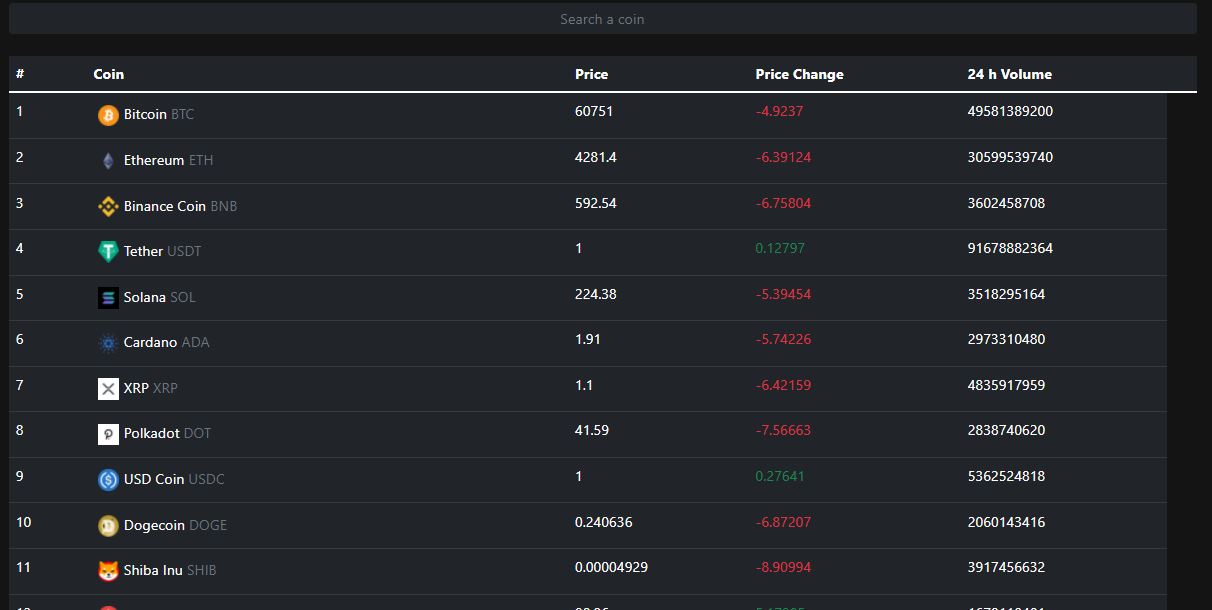 Search a coin
# Coin Price Price Change 24 h Volume
1 Bitcoin BTC 60751 -4.9237 49581389200
2 Ethereum ETH 4281.4 -6.39124 30599539740
3 Binance Coin BNB 592.54 -6.75804 3602458708
4 Tether USDT 1 0.12797 91678882364
5 Solana SOL 224.38 -5.39454 3518295164
6 Cardano ADA 1.91 -5.74226 2973310480
7 XRP XRP 1.1 -6.42159 4835917959
8 Polkadot DOT 41.59 -7.56663 2838740620
9 USD Coin USDC 1 0.27641 5362524818
10 Dogecoin DOGE 0.240636 -6.87207 2060143416
11 Shiba Inu SHIB 0.00004929 -8.90994 3917456632